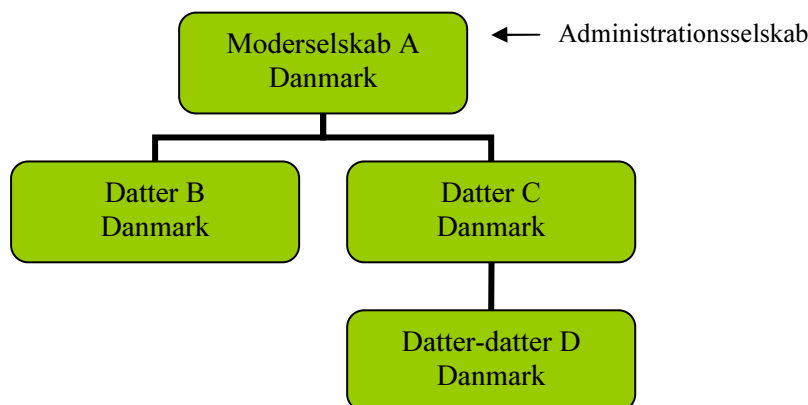 Moderselskab A
Danmark
Administrationsselskab
Datter B
Danmark
Datter C
Danmark
Datter-datter D
Danmark